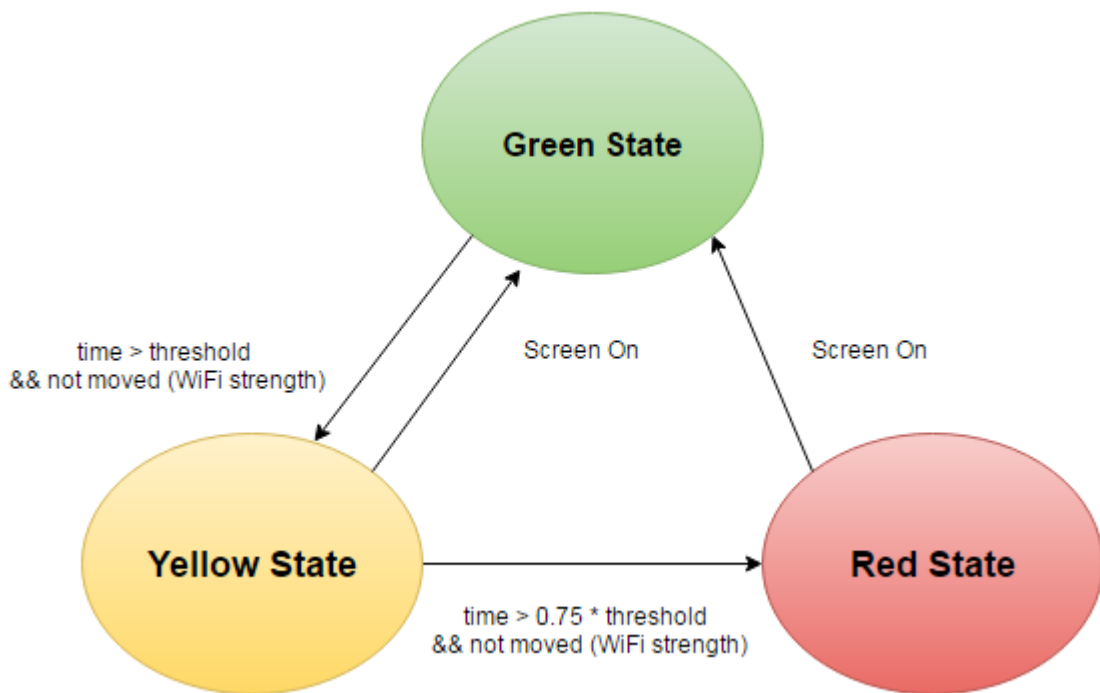 Green State
time > threshold
&& not moved (WiFi strength)
Screen On
Screen On
Yellow State
Red State
time > 0.75 * threshold
&& not moved (WiFi strength)